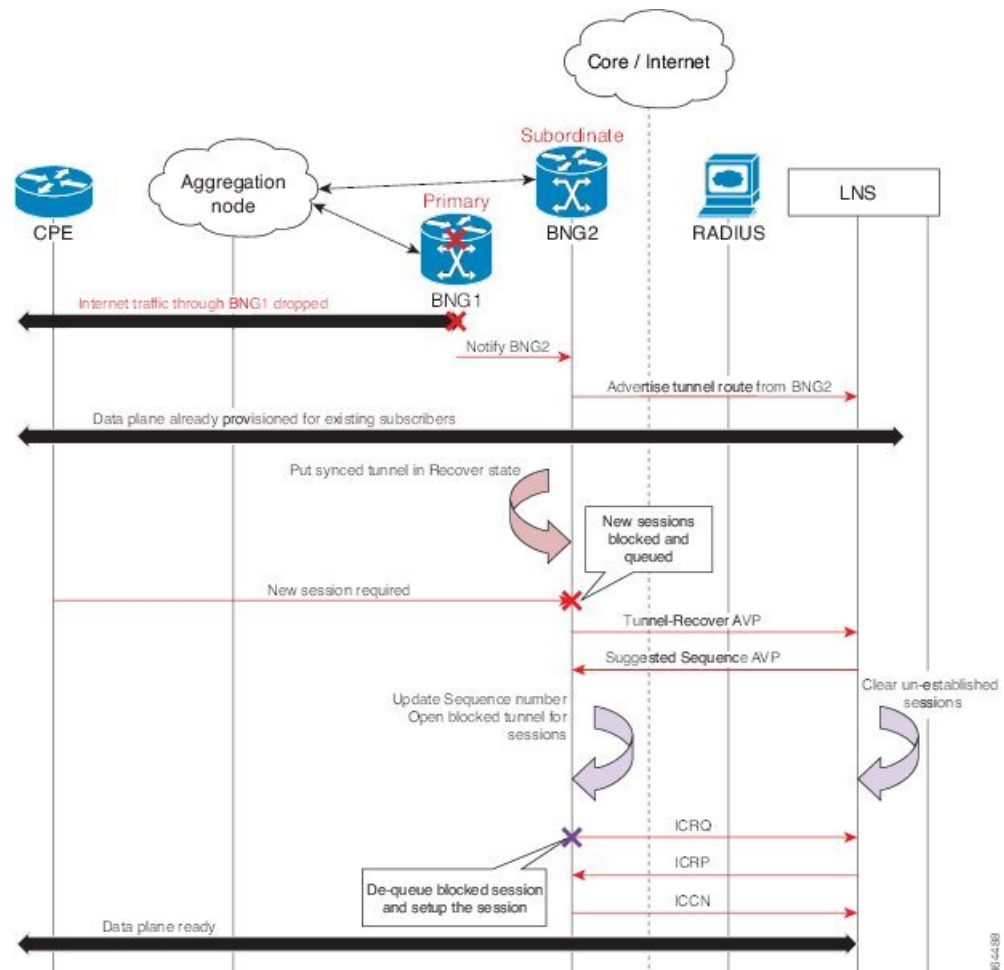 Core / Internet
Subordinate
Aggregation
node
Primary
CPE
BNG2
RADIUS
LNS
BNG1
Internet traffic through BNG1 dropped
Notify BNG2
Advertise tunnel route from BNG2
Data plane already provisioned for existing subscribers
Put synced tunnel in Recover state
New sessions
blocked and
queued
New session required
Tunnel-Recover AVP
Suggested Sequence AVP
Clear un-established
sessions
Update Sequence number
Open blocked tunnel for
sessions
ICRQ
ICRP
De-queue blocked session
and setup the session
ICCN
Data plane ready